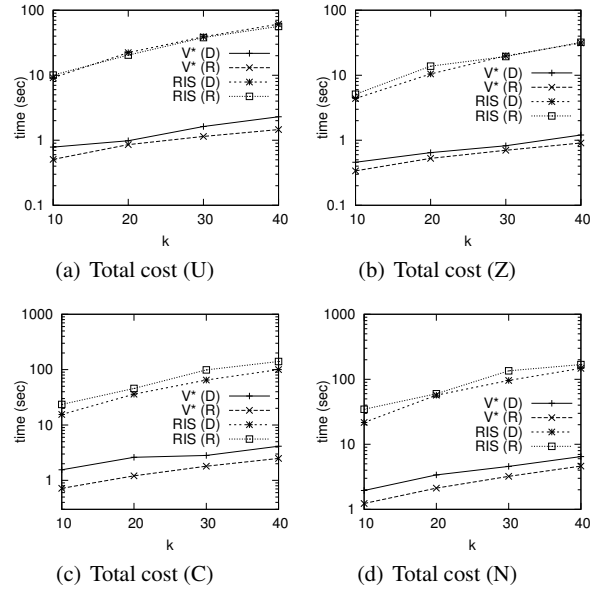 100
10
1
0.1
time (sec)
10 20 30 40
k
V* (D)
V* (R)
RIS (D)
RIS (R)
(a) Total cost (U)
100
10
1
0.1
time (sec)
10 20 30 40
k
V* (D)
V* (R)
RIS (D)
RIS (R)
(b) Total cost (Z)
1000
100
10
1
time (sec)
10 20 30 40
k
V* (D)
V* (R)
RIS (D)
RIS (R)
(c) Total cost (C)
1000
100
10
1
time (sec)
10 20 30 40
k
V* (D)
V* (R)
RIS (D)
RIS (R)
(d) Total cost (N)